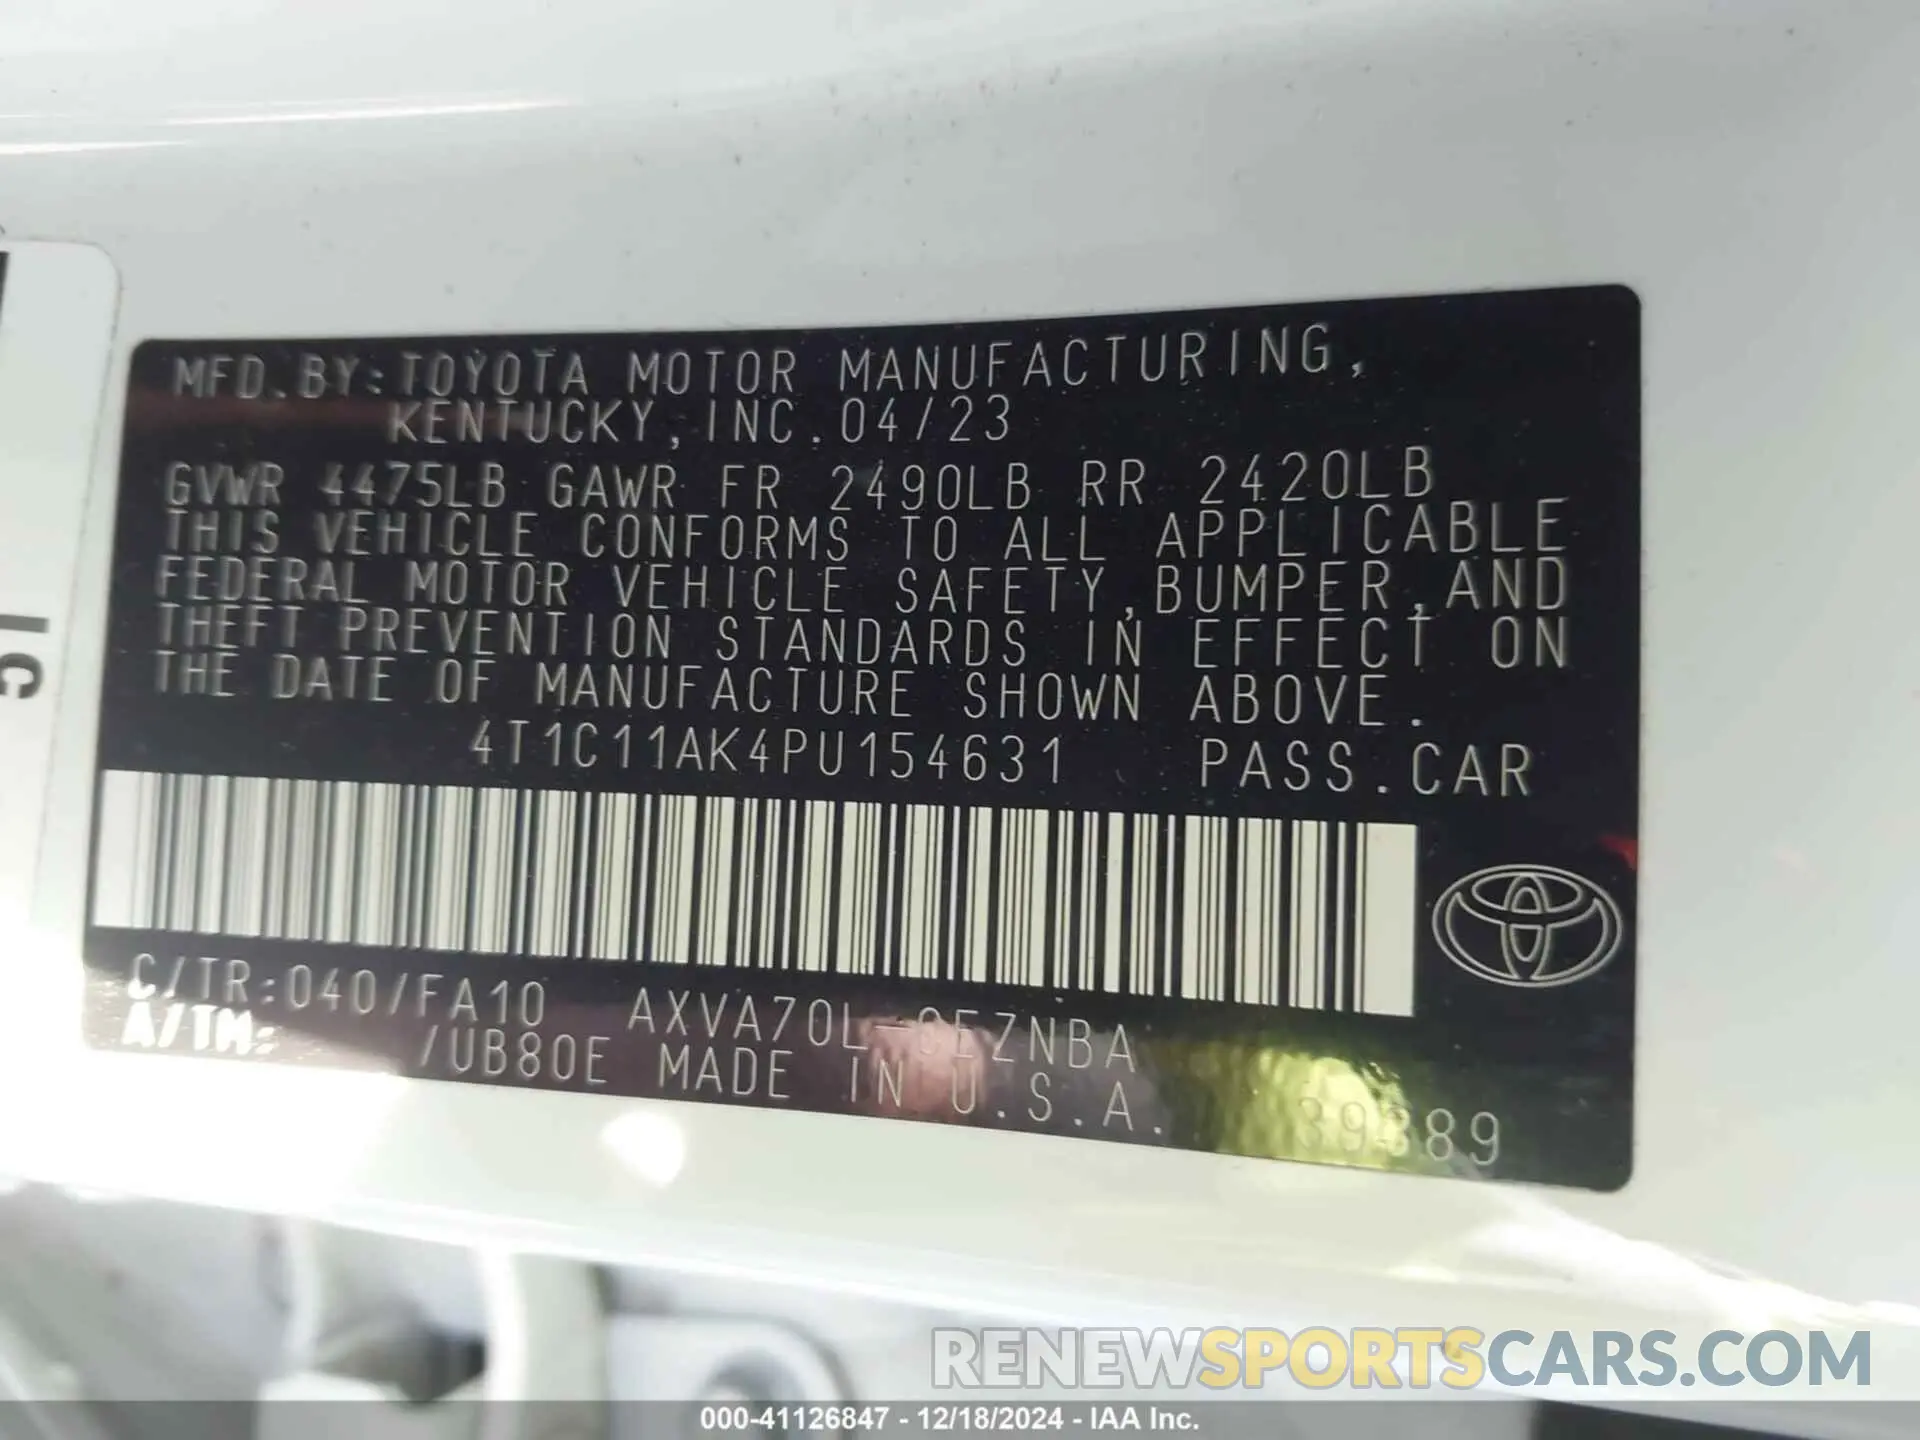 MFD.BY:TOYOTA MOTOR MANUFACTURING,
KENTUCKY,INC.04/23
GVWR 4475LB GAWR FR 2490LB RR 2420LB
THIS VEHICLE CONFORMS TO ALL APPLICABLE
FEDERAL MOTOR VEHICLE SAFETY,BUMPER,AND
THEFT PREVENTION STANDARDS IN EFFECT ON
THE DATE OF MANUFACTURE SHOWN ABOVE.
4T1C11AK4PU154631 PASS.CAR
C/TR:040/FA10
A/TM: /UB80E MADE IN U.S.A.
RENEWSPORTSCARS.COM
000-41126847 - 12/18/2024 - IAA Inc.